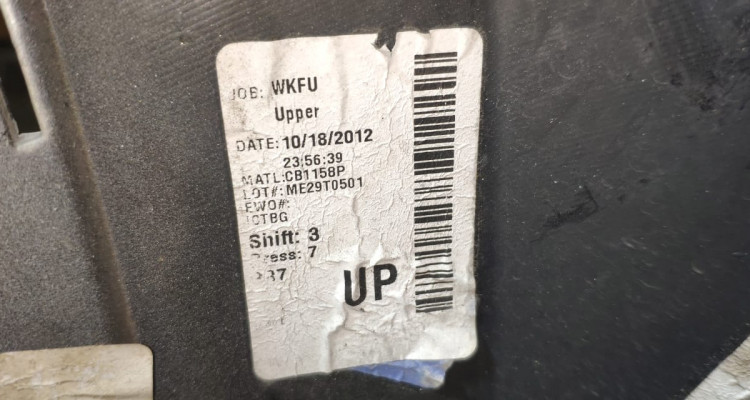 JOB: WKFU
Upper
DATE: 10/18/2012
23:56:39
MATL: CB1158P
LOT#: ME29T0501
FWO#:
Shift: 3
Press: 7
UP